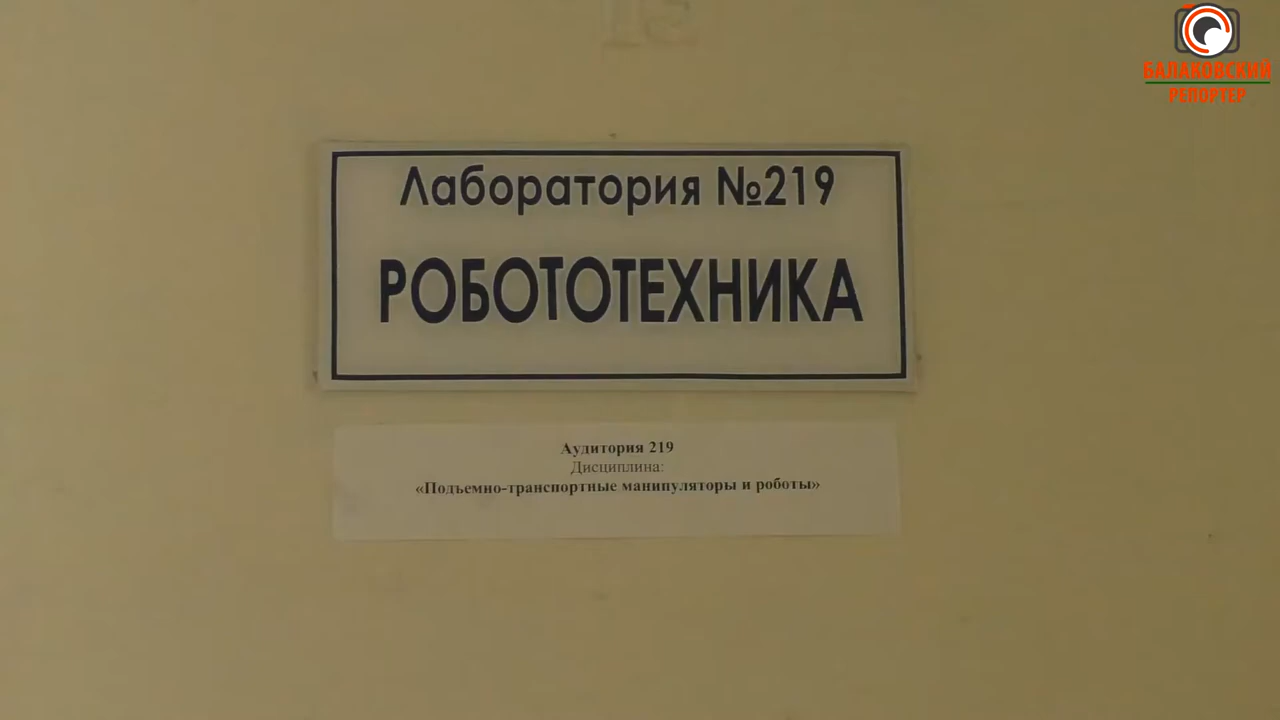 БАЛАКОВСКИЙ
РЕПОРТЕР
Лаборатория №219
РОБОТОТЕХНИКА
Аудитория 219
Дисциплина:
«Подъемно-транспортные манипуляторы и роботы»